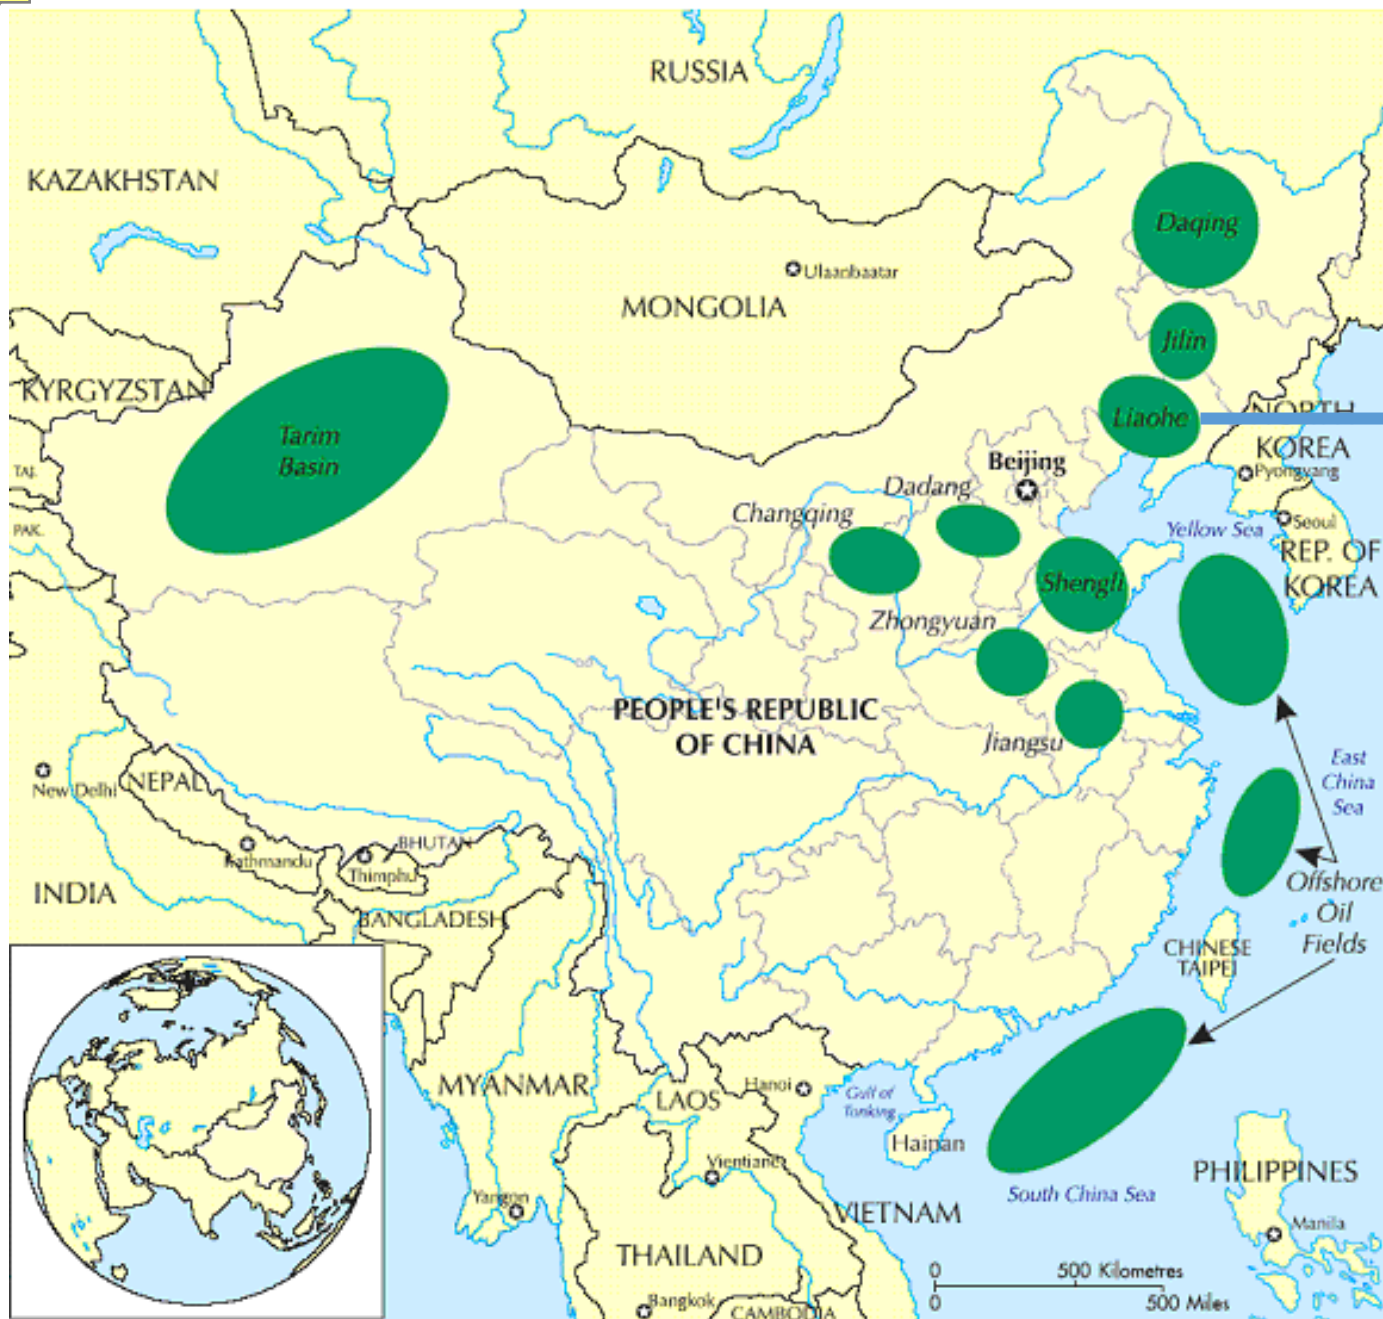 RUSSIA
KAZAKHSTAN
Daqing
Ulaanbaatar
MONGOLIA
Jilin
KYRGYZSTAN
Liaohe
NORTH
KOREA
Tarim
Basin
TAJ.
Beijing
Pyongyang
Dadang
Changqing
PAK.
Yellow Sea
Seoul
REP. OF
KOREA
Shengli
Zhongyuan
PEOPLE'S REPUBLIC
OF CHINA
Jiangsu
East
China
Sea
New Delhi
NEPAL
Kathmandu
BHUTAN
Thimphu
INDIA
BANGLADESH
Offshore
Oil
Fields
CHINESE
TAIPEI
MYANMAR
LAOS
Hanoi
Gulf of
Tonking
Hainan
Vientiane
South China Sea
PHILIPPINES
Yangon
VIETNAM
Manila
THAILAND
0 500 Kilometres
0 500 Miles
Bangkok
CAMBODIA